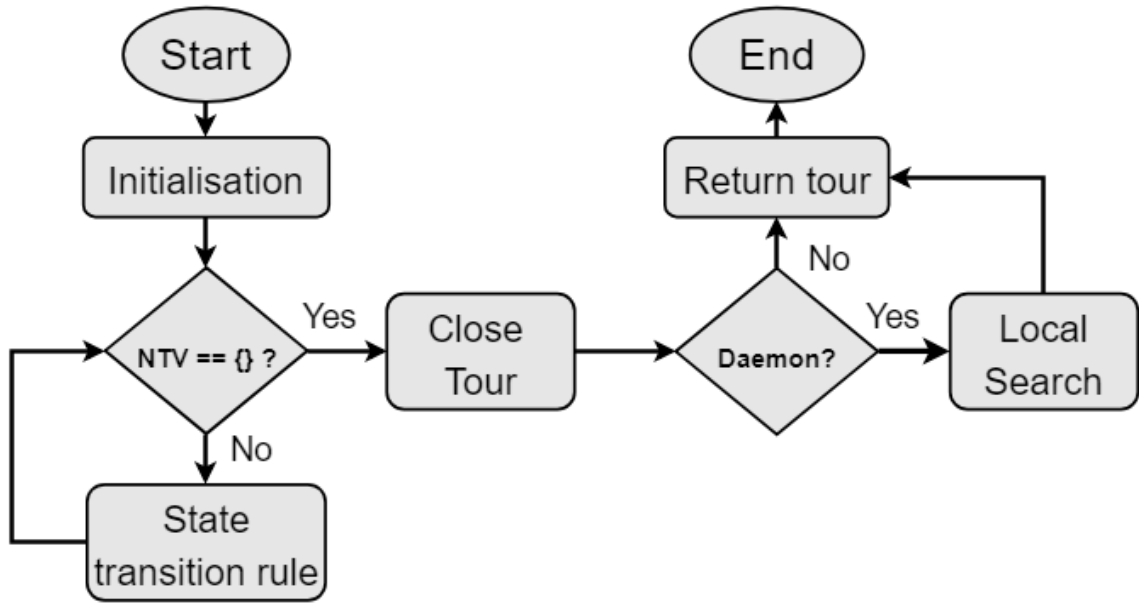 Start
Initialisation
NTV == {} ?
Yes
No
State
transition rule
Close
Tour
Daemon?
No
Yes
Local
Search
Return tour
End